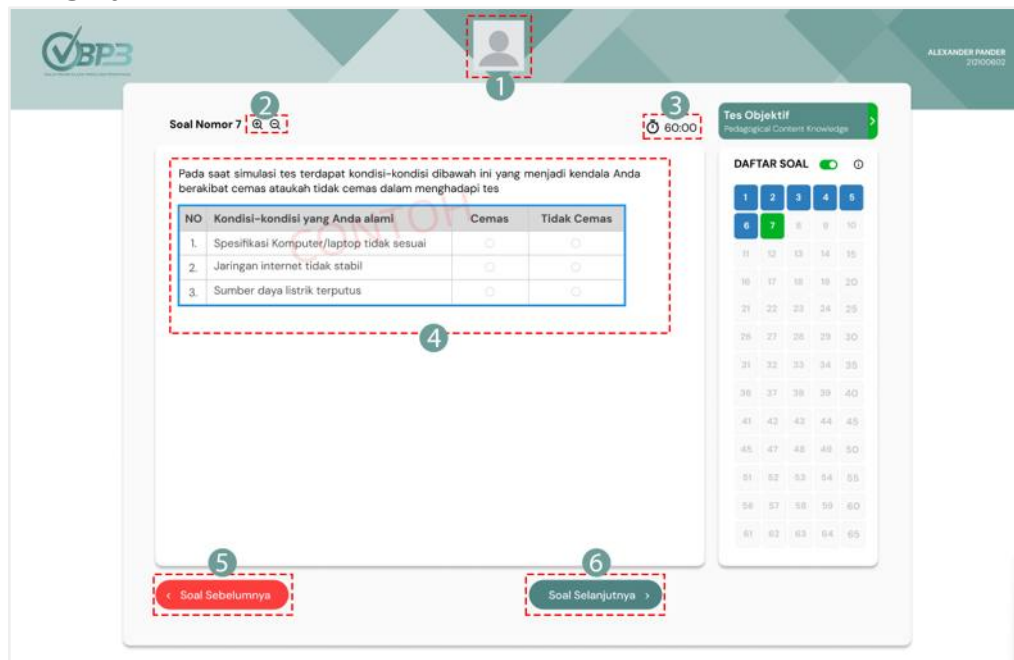 VBP3
ALEXANDER PANDER
1
2
3
Soal Nomor 7
60:00
Tes Objektif
Pedagogical Content Knowledge
Pada saat simulasi tes terdapat kondisi-kondisi dibawah ini yang menjadi kendala Anda
berakibat cemas ataukah tidak cemas dalam menghadapi tes
CONTOH
NO Kondisi-kondisi yang Anda alami Cemas Tidak Cemas
1. Spesifikasi Komputer/laptop tidak sesuai
2. Jaringan internet tidak stabil
3. Sumber daya listrik terputus
4
DAFTAR SOAL
1 2 3 4 5
6 7 8 9 10
11 12 13 14 15
16 17 18 19 20
21 22 23 24 25
26 27 28 29 30
31 32 33 34 35
36 37 38 39 40
41 42 43 44 45
47 48 49 50
51 52 53 54 55
56 57 58 59 60
61 62 63 64 65
5
6
Soal Sebelumnya
Soal Selanjutnya